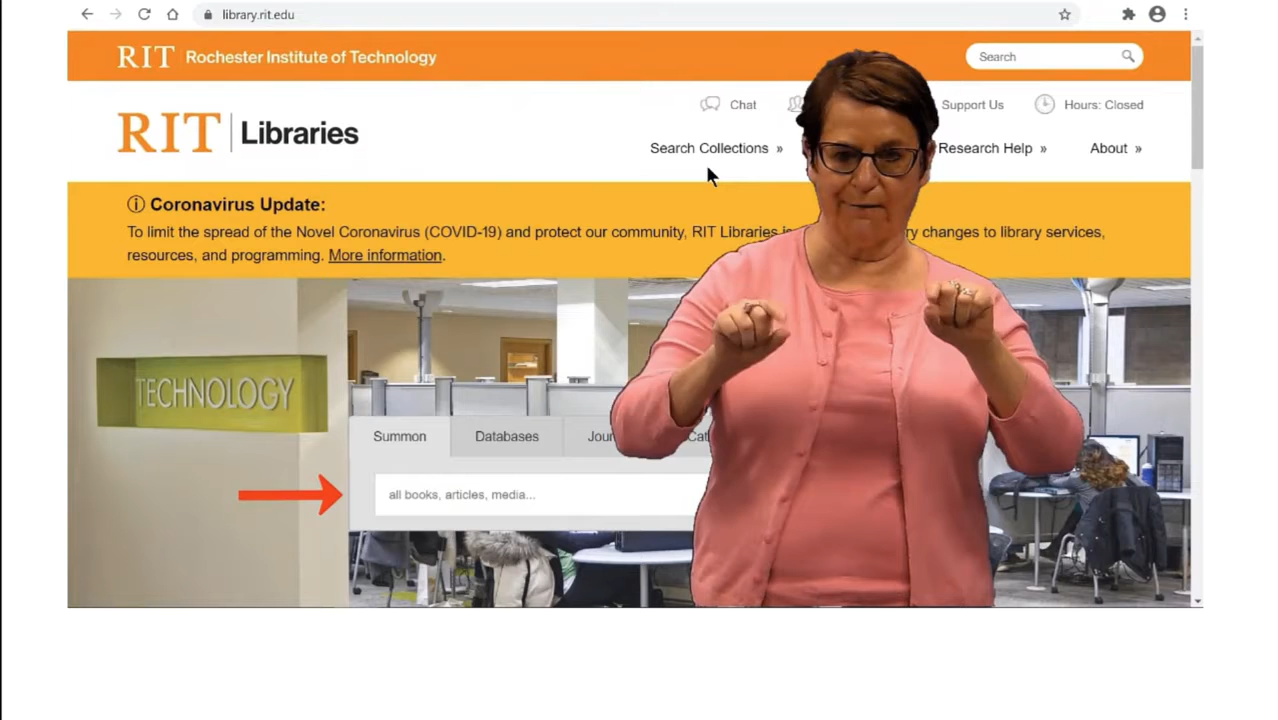 library.rit.edu
RIT Rochester Institute of Technology
Search
Chat
Support Us
Hours: Closed
RIT Libraries
Search Collections »
Research Help »
About »
Coronavirus Update:
To limit the spread of the Novel Coronavirus (COVID-19) and protect our community, RIT Libraries changes to library services,
resources, and programming. More information.
TECHNOLOGY
Summon
Databases
all books, articles, media...